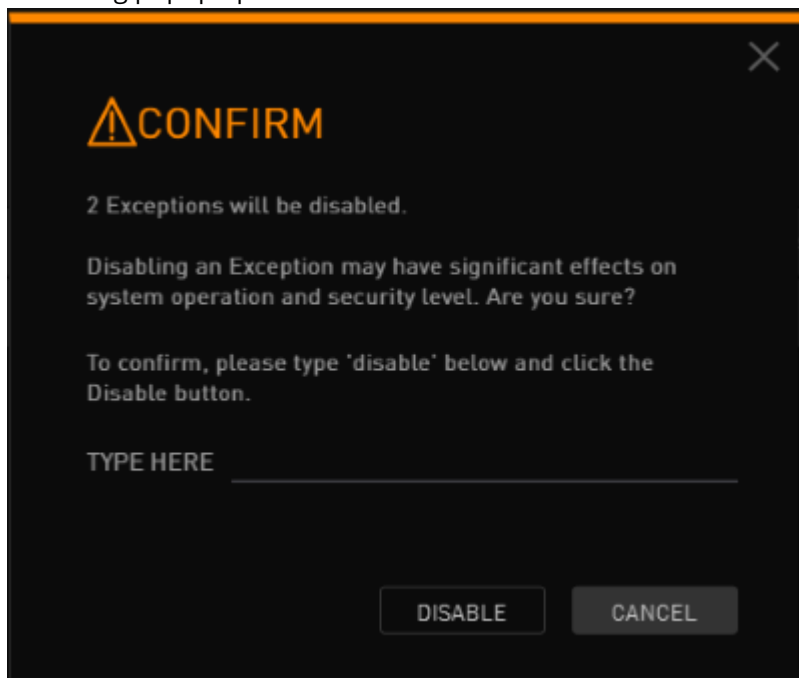 CONFIRM
2 Exceptions will be disabled.
Disabling an Exception may have significant effects on
system operation and security level. Are you sure?
To confirm, please type 'disable' below and click the
Disable button.
TYPE HERE
DISABLE CANCEL